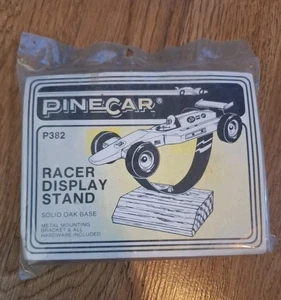 PINECAR®
P382
RACER
DISPLAY
STAND
SOLID OAK BASE
METAL MOUNTING
BRACKET & ALL
HARDWARE INCLUDED